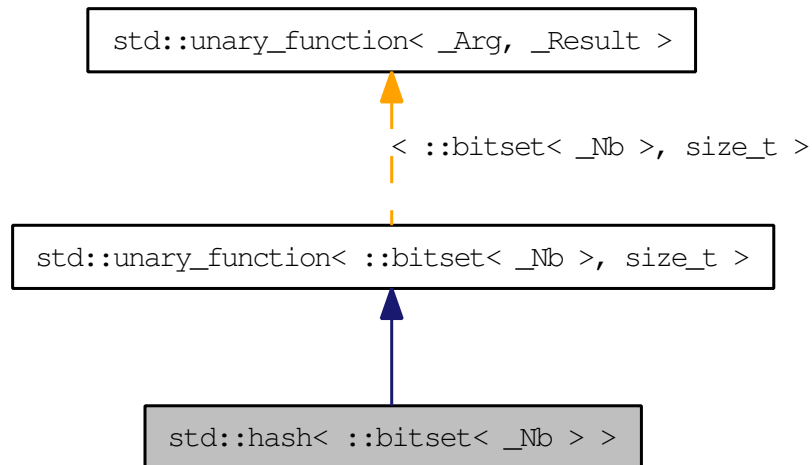 std::unary_function< _Arg, _Result >
< ::bitset< _Nb >, size_t >
std::unary_function< ::bitset< _Nb >, size_t >
std::hash< ::bitset< _Nb > >